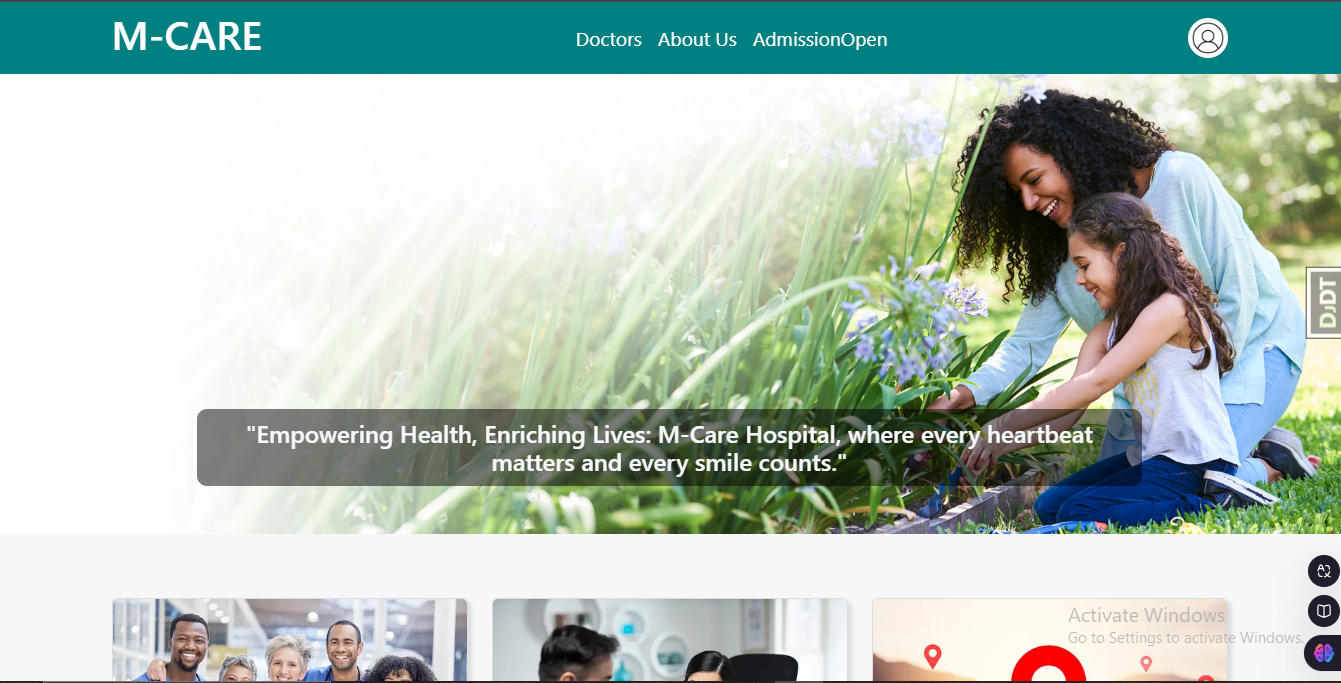 M-CARE
Doctors About Us AdmissionOpen
DJDT
"Empowering Health, Enriching Lives: M-Care Hospital, where every heartbeat
matters and every smile counts."
Activate Windows
Go to Settings to activate Windows.